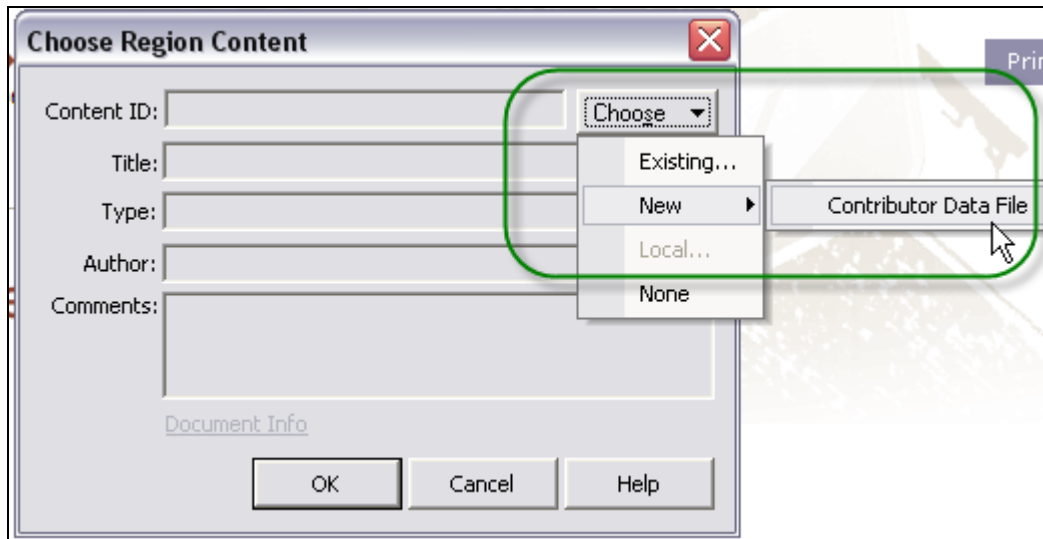 Choose Region Content
Prin
Content ID:
Choose
Title:
Existing...
Type:
New
Contributor Data File
Author:
Local...
Comments:
None
Document Info
OK
Cancel
Help